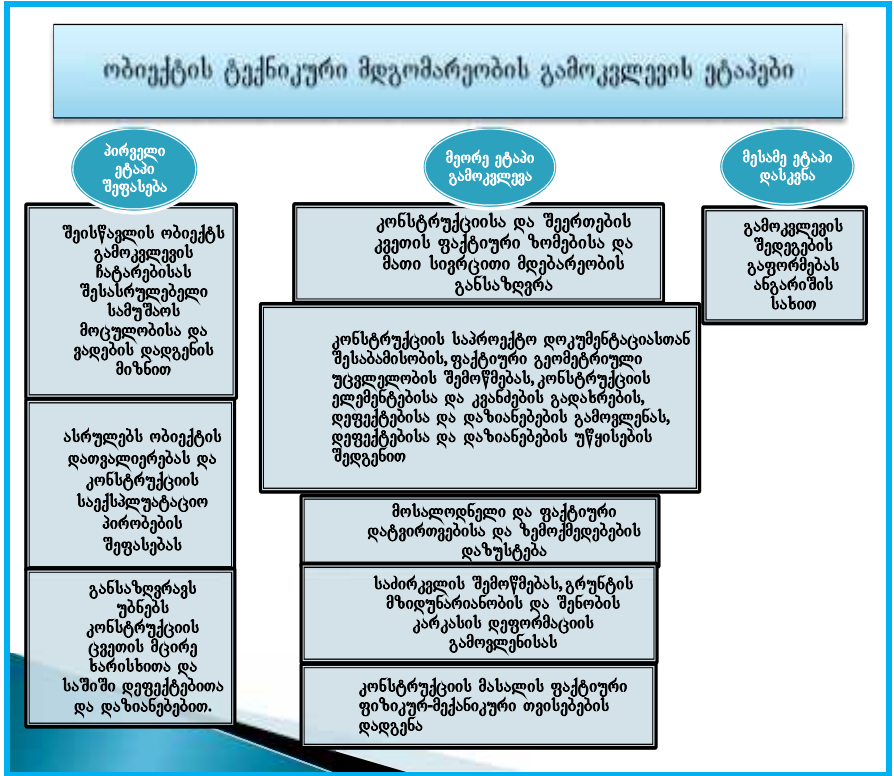 ობიექტის ტექნიკური მდგომარეობის გამოკვლევის ეტაპები
პირველი
ეტაპი
შეფასება
შეისწავლის ობიექტს
გამოკვლევის
ჩატარებისას
შესასრულებელი
სამუშაოს
მოცულობისა და
ვადების დადგენის
მიზნით
ასრულებს ობიექტის
დათვალიერებას და
კონსტრუქციის
საექსპლუატაციო
პირობების
შეფასებას
განსაზღვრავს
უბნებს
კონსტრუქციის
ცვეთის მცირე
ხარისხითა და
საშიში დეფექტებითა
და დაზიანებებით.
მეორე ეტაპი
გამოკვლევა
კონსტრუქციისა და შეერთების
კვეთის ფაქტიური ზომებისა და
მათი სივრცითი მდებარეობის
განსაზღვრა
კონსტრუქციის საპროექტო დოკუმენტაციასთან
შესაბამისობის, ფაქტიური გეომეტრიული
უცვლელობის შემოწმებას, კონსტრუქციის
ელემენტებისა და კვანძების გადახრების,
დეფექტებისა და დაზიანებების გამოვლენას,
დეფექტებისა და დაზიანებების უწყისების
შედგენით
მოსალოდნელი და ფაქტიური
დატვირთვებისა და ზემოქმედებების
დაზუსტება
საძირკვლის შემოწმებას, გრუნტის
მზიდუნარიანობის და შენობის
კარკასის დეფორმაციის
გამოვლენისას
კონსტრუქციის მასალის ფაქტიური
ფიზიკურ-მექანიკური თვისებების
დადგენა
მესამე ეტაპი
დასკვნა
გამოკვლევის
შედეგების
გაფორმებას
ანგარიშის
სახით